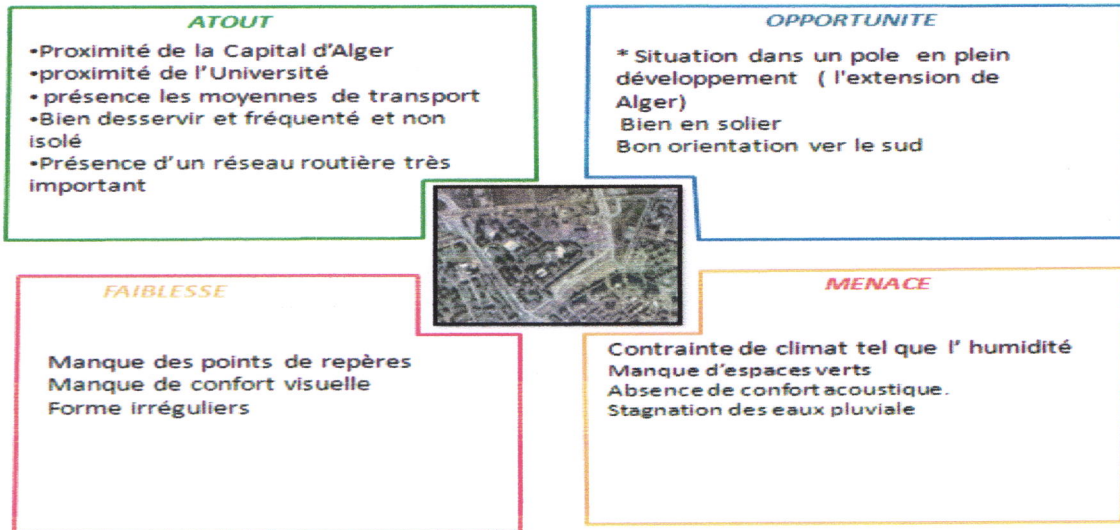 ATOUT
•Proximité de la Capital d'Alger
•proximité de l'Université
• présence les moyennes de transport
•Bien desservir et fréquenté et non
isolé
•Présence d'un réseau routière très
important
OPPORTUNITE
* Situation dans un pole en plein
développement ( l'extension de
Alger)
Bien en solier
Bon orientation ver le sud
FAIBLESSE
Manque des points de repères
Manque de confort visuelle
Forme irréguliers
MENACE
Contrainte de climat tel que l' humidité
Manque d'espaces verts
Absence de confort acoustique.
Stagnation des eaux pluviale